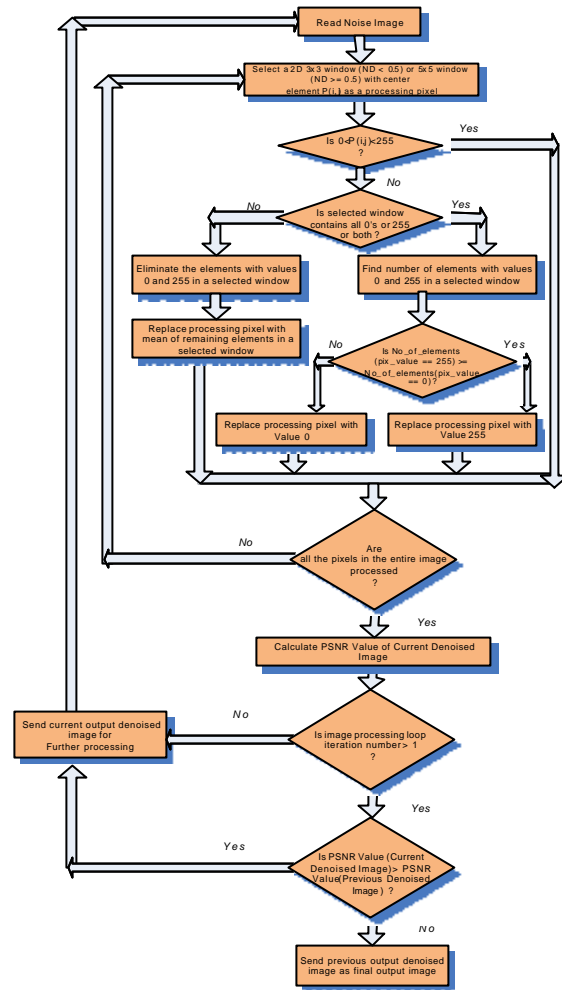 Read Noise Image
Select a 2D 3x3 window (ND < 0.5) or 5x5 window
(ND >= 0.5) with center
element P(i,j) as a processing pixel
Is 0<P(i,j)<255
?
Yes
No
Is selected window
contains all 0's or 255
or both ?
No
Yes
Eliminate the elements with values
0 and 255 in a selected window
Find number of elements with values
0 and 255 in a selected window
Replace processing pixel with
mean of remaining elements in a
selected window
Is No_of_elements
(pix_value == 255) >=
No_of_elements(pix_value
== 0)?
No
Yes
Replace processing pixel with
Value 0
Replace processing pixel with
Value 255
Are
all the pixels in the entire image
processed
?
No
Yes
Calculate PSNR Value of Current Denoised
Image
Is image processing loop
iteration number > 1
?
No
Send current output denoised
image for
Further processing
Yes
Is PSNR Value (Current
Denoised Image) > PSNR
Value(Previous Denoised
Image) ?
Yes
No
Send previous output denoised
image as final output image